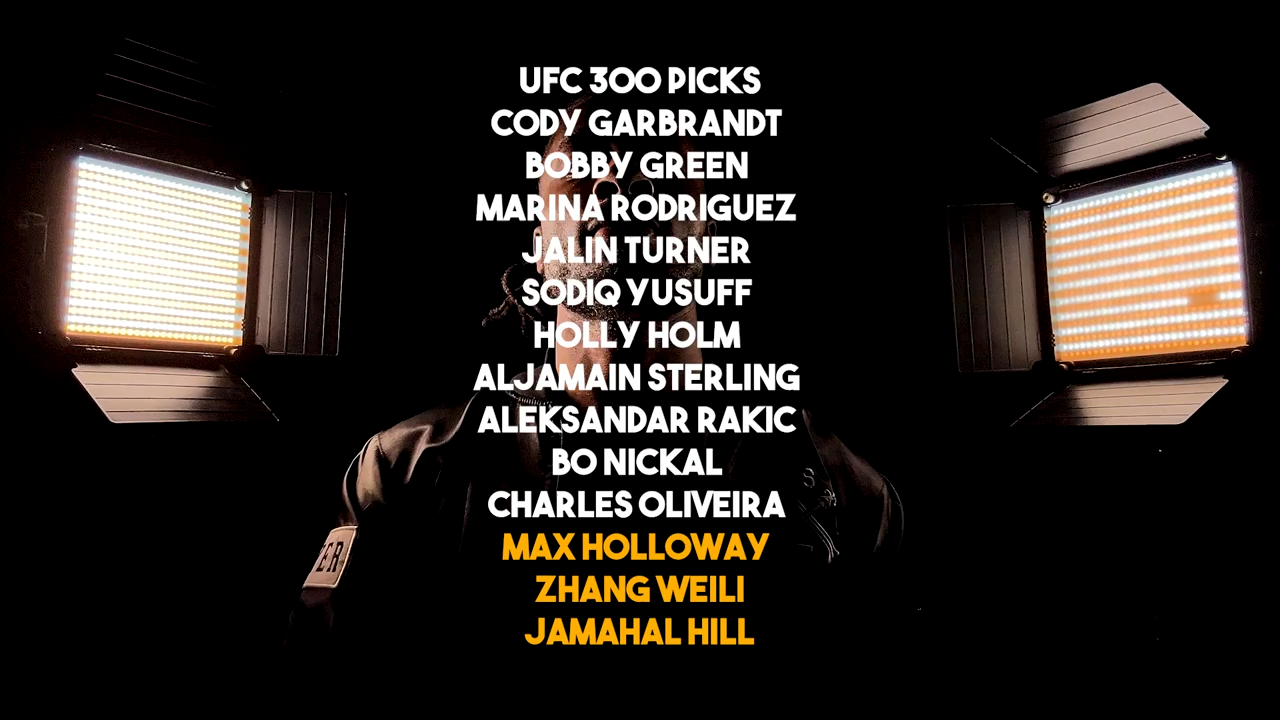 UFC 300 PICKS
CODY GARBRANDT
BOBBY GREEN
MARINA RODRIGUEZ
JALIN TURNER
SODIQ YUSUFF
HOLLY HOLM
ALJAMAIN STERLING
ALEKSANDAR RAKIC
BO NICKAL
CHARLES OLIVEIRA
MAX HOLLOWAY
ZHANG WEILI
JAMAHAL HILL